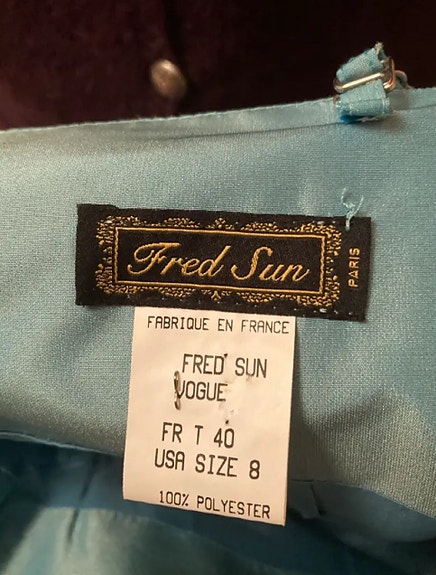 Fred Sun
PARIS
FABRIQUE EN FRANCE
FRED SUN
VOGUE
FR T 40
USA SIZE 8
100% POLYESTER